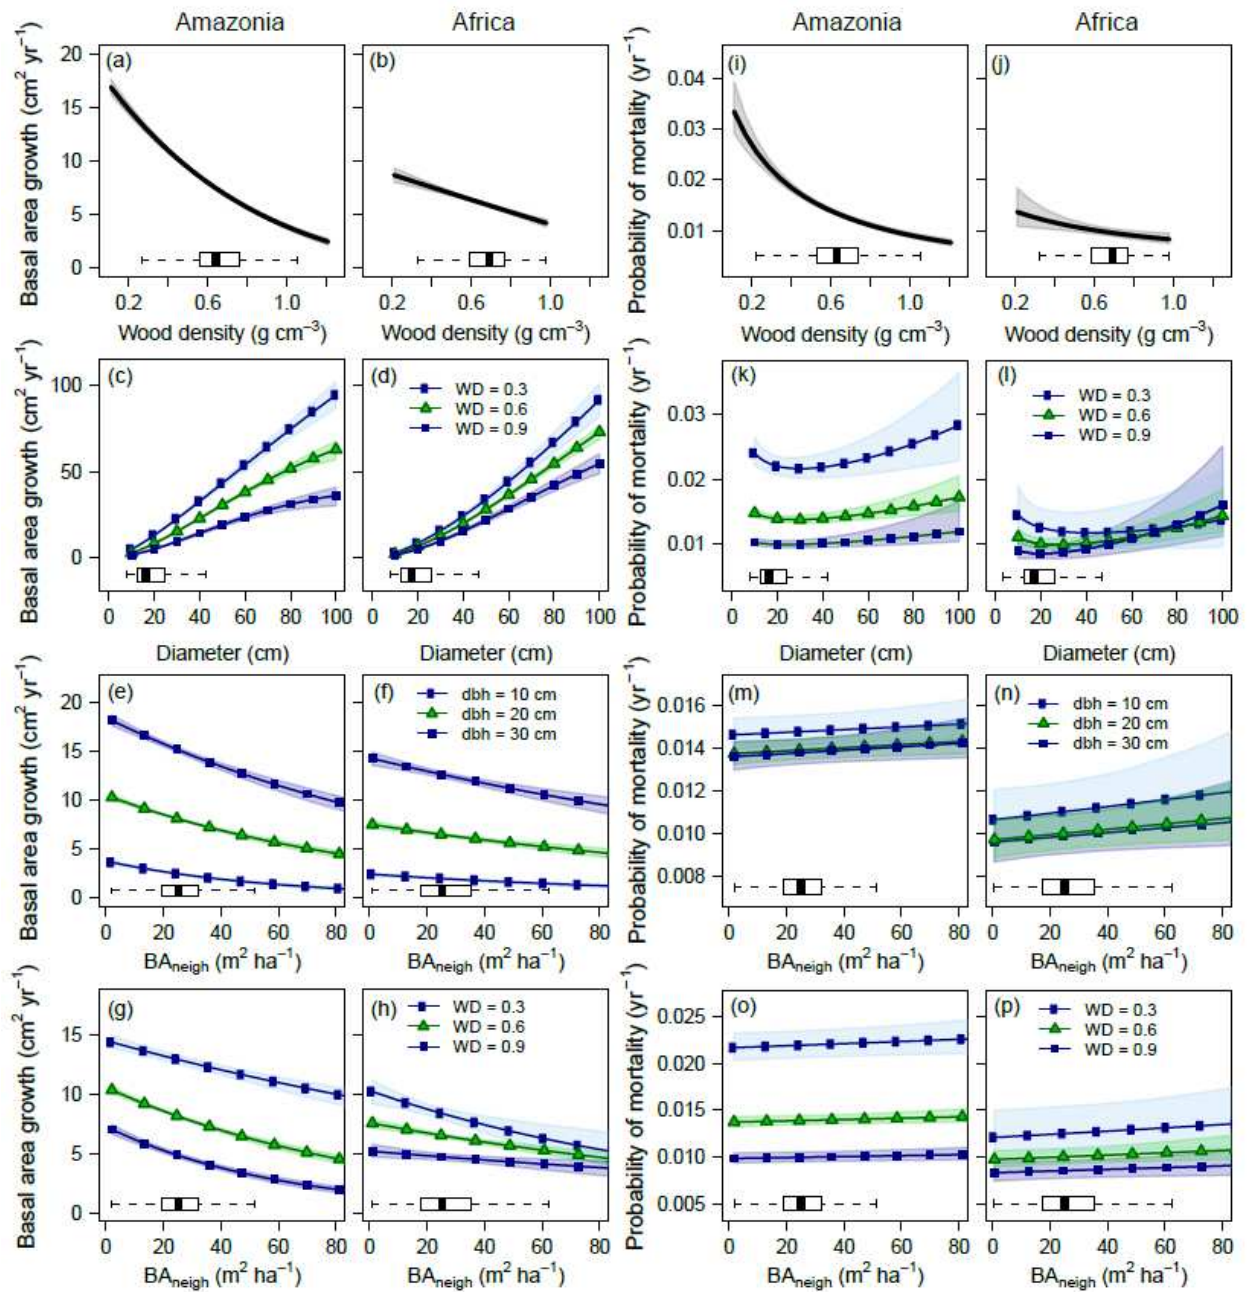 Amazonia Africa Amazonia Africa
Basal area growth (cm² yr⁻¹)
20
15
10
5
0
(a)
(b)
0.2 0.6 1.0
0.2 0.6 1.0
Wood density (g cm⁻³) Wood density (g cm⁻³)
Probability of mortality (yr⁻¹)
0.04
0.03
0.02
0.01
(i)
(j)
0.2 0.6 1.0
0.2 0.6 1.0
Wood density (g cm⁻³) Wood density (g cm⁻³)
Basal area growth (cm² yr⁻¹)
100
50
0
(c)
(d)
WD = 0.3
WD = 0.6
WD = 0.9
0 20 40 60 80 100
0 20 40 60 80 100
Diameter (cm) Diameter (cm)
Probability of mortality (yr⁻¹)
0.03
0.02
0.01
(k)
(l)
WD = 0.3
WD = 0.6
WD = 0.9
0 20 40 60 80 100
0 20 40 60 80 100
Diameter (cm) Diameter (cm)
Basal area growth (cm² yr⁻¹)
20
15
10
5
0
(e)
(f)
dbh = 10 cm
dbh = 20 cm
dbh = 30 cm
0 20 40 60 80
0 20 40 60 80
BAneigh (m² ha⁻¹) BAneigh (m² ha⁻¹)
Probability of mortality (yr⁻¹)
0.016
0.014
0.012
0.010
0.008
(m)
(n)
dbh = 10 cm
dbh = 20 cm
dbh = 30 cm
0 20 40 60 80
0 20 40 60 80
BAneigh (m² ha⁻¹) BAneigh (m² ha⁻¹)
Basal area growth (cm² yr⁻¹)
15
10
5
0
(g)
(h)
WD = 0.3
WD = 0.6
WD = 0.9
0 20 40 60 80
0 20 40 60 80
BAneigh (m² ha⁻¹) BAneigh (m² ha⁻¹)
Probability of mortality (yr⁻¹)
0.025
0.020
0.015
0.010
0.005
(o)
(p)
WD = 0.3
WD = 0.6
WD = 0.9
0 20 40 60 80
0 20 40 60 80
BAneigh (m² ha⁻¹) BAneigh (m² ha⁻¹)